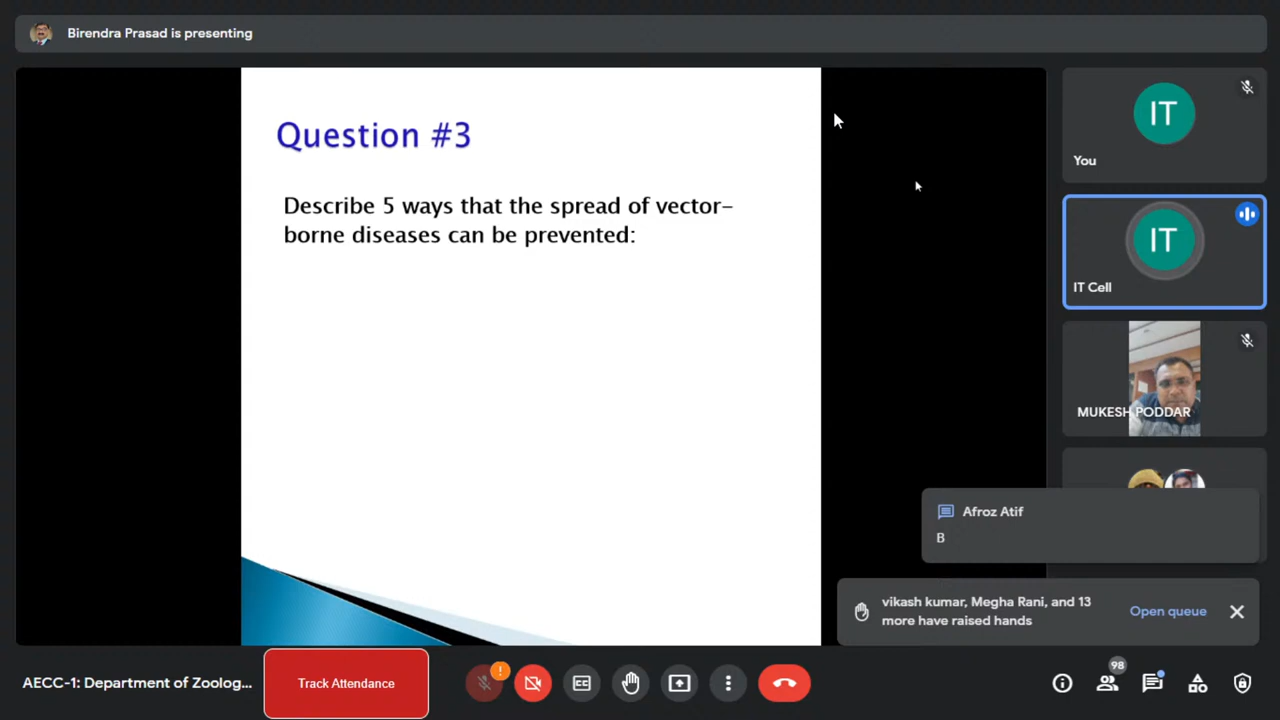 Birendra Prasad is presenting
Question #3
Describe 5 ways that the spread of vector-
borne diseases can be prevented:
IT
You
IT
IT Cell
MUKESH PODDAR
Afroz Atif
B
vikash kumar, Megha Rani, and 13
more have raised hands
Open queue
AECC-1: Department of Zoolog...
Track Attendance
!
98